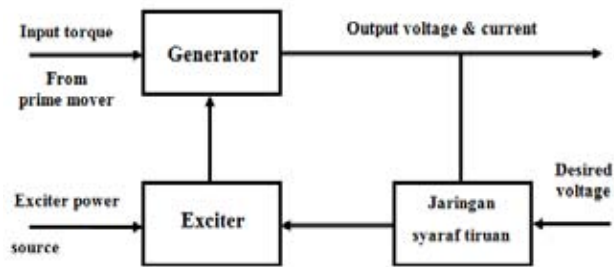 Input torque
From
prime mover
Generator
Output voltage & current
Exciter power
source
Exciter
Jaringan
syaraf tiruan
Desired
voltage